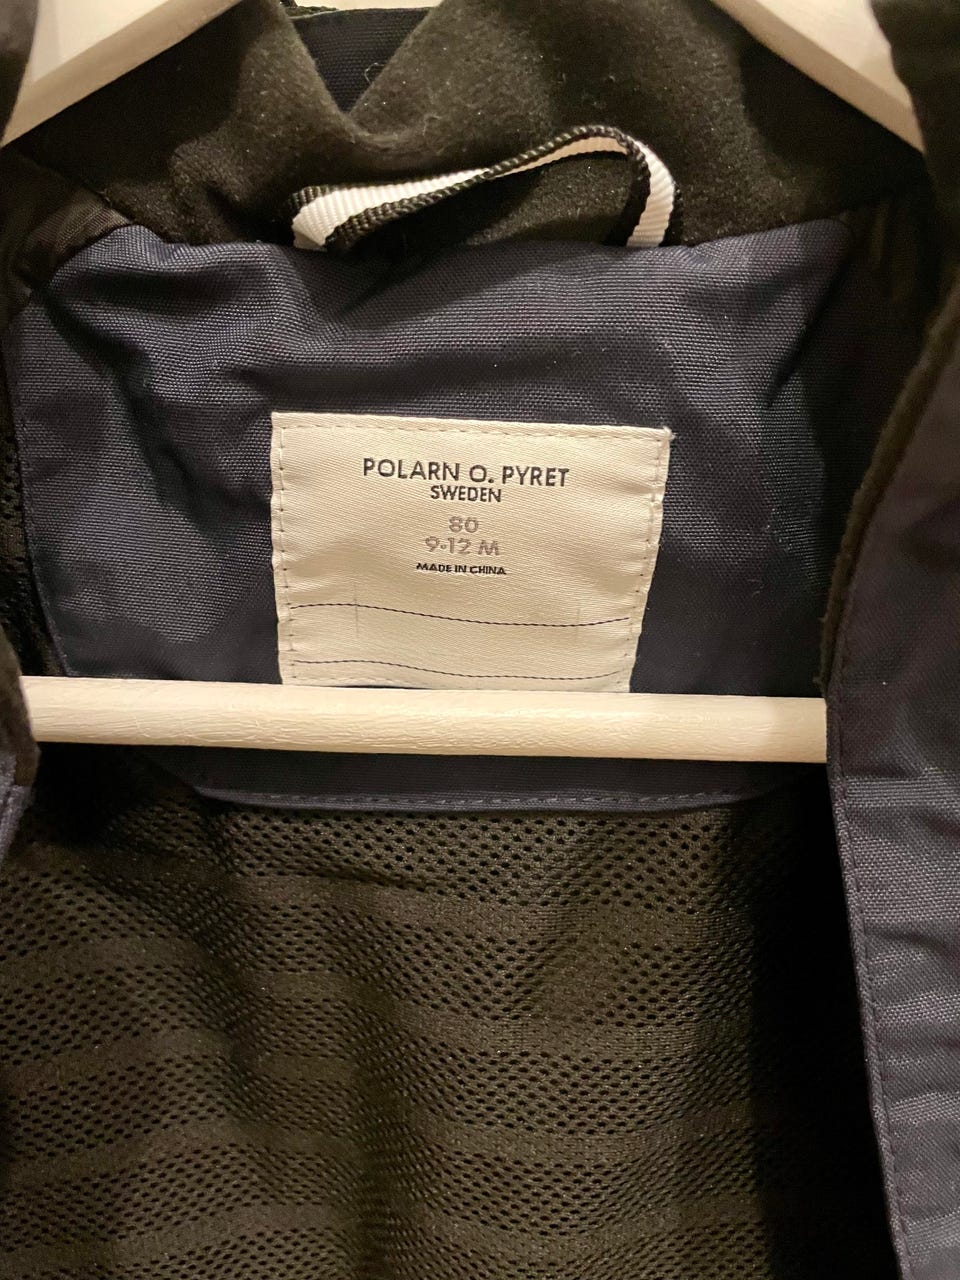 POLARN O. PYRET
SWEDEN
80
9-12 M
MADE IN CHINA